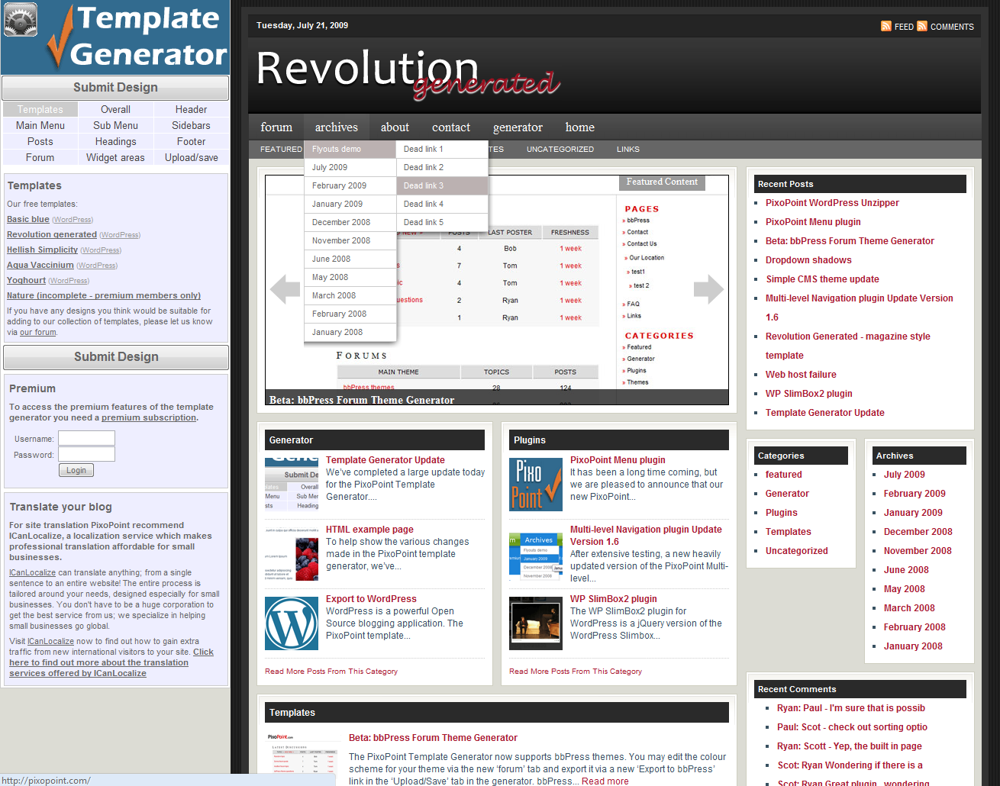 Template
Generator
Submit Design
Templates Overall Header
Main Menu Sub Menu Sidebars
Posts Headings Footer
Forum Widget areas Upload/save
Templates
Our free templates:
Basic blue (WordPress)
Revolution generated (WordPress)
Hellish Simplicity (WordPress)
Aqua Vaccinium (WordPress)
Yoghourt (WordPress)
Nature (incomplete - premium members only)
If you have any designs you think would be suitable for
adding to our collection of templates, please let us know
via our forum.
Submit Design
Premium
To access the premium features of the template
generator you need a premium subscription.
Username:
Password:
Login
Translate your blog
For site translation PixoPoint recommend
ICanLocalize, a localization service which makes
professional translation affordable for small
businesses.
ICanLocalize can translate anything; from a single
sentence to an entire website! The entire process is
tailored around your needs, designed especially for small
businesses. You don't have to be a huge corporation to
get the best service from us; we specialize in helping
small businesses go global.
Visit ICanLocalize now to find out how to gain extra
traffic from new international visitors to your site. Click
here to find out more about the translation
services offered by ICanLocalize
http://pixopoint.com/
Tuesday, July 21, 2009
FEED COMMENTS
Revolution
generated
forum archives about contact generator home
FEATURED TES UNCATEGORIZED LINKS
Flyouts demo
July 2009
February 2009
January 2009
December 2008
November 2008
June 2008
May 2008
March 2008
February 2008
January 2008
Dead link 1
Dead link 2
Dead link 3
Dead link 4
Dead link 5
Featured Content
NEW » POSTS LAST POSTER FRESHNESS
4 Bob 1 week
s 7 Tom 1 week
ic 4 Tom 1 week
uestions 2 Ryan 1 week
1 Ryan 1 week
FORUMS
MAIN THEME TOPICS POSTS
bbPress themes 28 124
PAGES
» bbPress
» Contact
» Contact Us
» Our Location
» test1
» test 2
» FAQ
» Links
CATEGORIES
» Featured
» Generator
» Plugins
» Themes
Beta: bbPress Forum Theme Generator
Generator
Submit De
plates Overall
Menu Sub Menu
sts Heading
Template Generator Update
We've completed a large update today
for the PixoPoint Template
Generator....
HTML example page
To help show the various changes
made in the PixoPoint template
generator, we've...
Export to WordPress
WordPress is a powerful Open
Source blogging application. The
PixoPoint template...
Read More Posts From This Category
Plugins
Pixo
Point
PixoPoint Menu plugin
It has been a long time coming, but
we are pleased to announce that our
new PixoPoint...
Archives
Flyouts demo
January 2009
December 2008
November 2008
Multi-level Navigation plugin Update
Version 1.6
After extensive testing, a new heavily
updated version of the PixoPoint Multi-
level...
WP SlimBox2 plugin
The WP SlimBox2 plugin for
WordPress is a jQuery version of the
WordPress Slimbox...
Read More Posts From This Category
Templates
PixoPoint.com
Latest Discussions
Beta: bbPress Forum Theme Generator
The PixoPoint Template Generator now supports bbPress themes. You may edit the colour
scheme for your theme via the new 'forum' tab and export it via a new 'Export to bbPress'
link in the 'Upload/Save' tab in the generator. bbPress... Read more
Recent Posts
PixoPoint WordPress Unzipper
PixoPoint Menu plugin
Beta: bbPress Forum Theme Generator
Dropdown shadows
Simple CMS theme update
Multi-level Navigation plugin Update Version
1.6
Revolution Generated - magazine style
template
Web host failure
WP SlimBox2 plugin
Template Generator Update
Categories
featured
Generator
Plugins
Templates
Uncategorized
Archives
July 2009
February 2009
January 2009
December 2008
November 2008
June 2008
May 2008
March 2008
February 2008
January 2008
Recent Comments
Ryan: Paul - I'm sure that is possib
Paul: Scot - check out sorting optio
Ryan: Scott - Yep, the built in page
Scot: Ryan Wondering if there is a
Scot: Ryan Great plugin, wondering